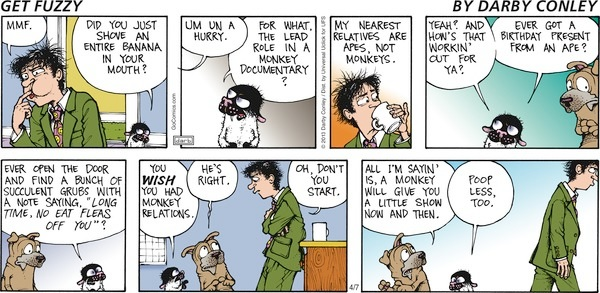 GET FUZZY
BY DARBY CONLEY
MMF.
DID YOU JUST
SHOVE AN
ENTIRE BANANA
IN YOUR
MOUTH?
UM UN A
HURRY.
FOR WHAT,
THE LEAD
ROLE IN A
MONKEY
DOCUMENTARY
?
GoComics.com
© 2013 Darby Conley / Dist. by Universal Uclick for UFS
MY NEAREST
RELATIVES ARE
APES, NOT
MONKEYS.
YEAH? AND
HOW'S THAT
WORKIN'
OUT FOR
YA?
EVER GOT A
BIRTHDAY PRESENT
FROM AN APE?
EVER OPEN THE DOOR
AND FIND A BUNCH OF
SUCCULENT GRUBS WITH
A NOTE SAYING, "LONG
TIME, NO EAT FLEAS
OFF YOU"?
YOU
WISH
YOU HAD
MONKEY
RELATIONS.
HE'S
RIGHT.
OH, DON'T
YOU
START.
4/7
ALL I'M SAYIN'
IS, A MONKEY
WILL GIVE YOU
A LITTLE SHOW
NOW AND THEN.
POOP
LESS,
TOO.